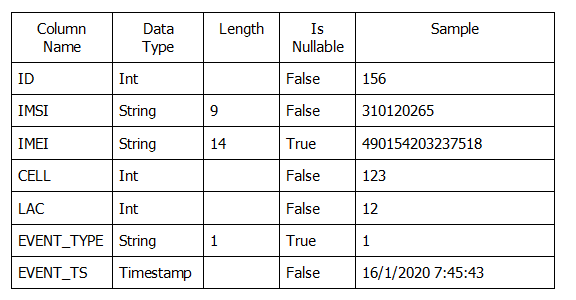 Column Name Data Type Length Is Nullable Sample
ID Int False 156
IMSI String 9 False 310120265
IMEI String 14 True 490154203237518
CELL Int False 123
LAC Int False 12
EVENT_TYPE String 1 True 1
EVENT_TS Timestamp False 16/1/2020 7:45:43